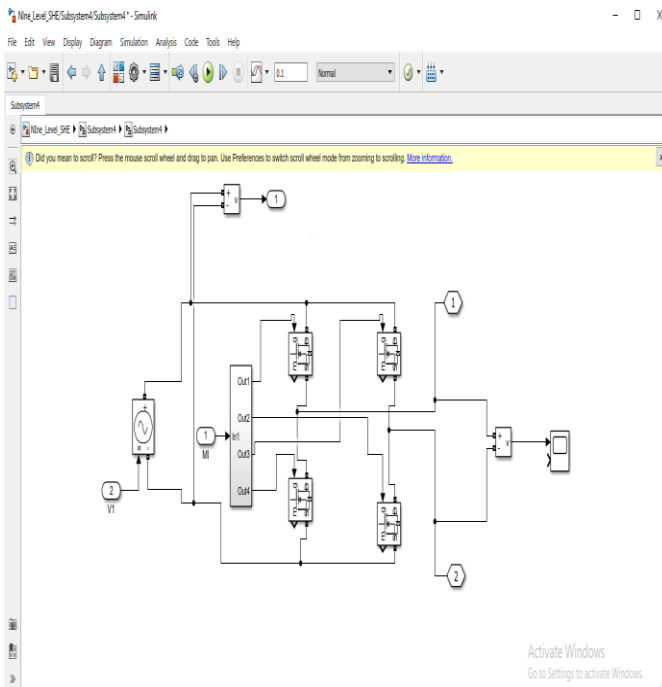 NIne_Level_SHE/Subsystem4/Subsystem4 * - Simulink
File Edit View Display Diagram Simulation Analysis Code Tools Help
0.1 Normal
Subsystem4
NIne_Level_SHE Subsystem4 Subsystem4
Did you mean to scroll? Press the mouse scroll wheel and drag to pan. Use Preferences to switch scroll wheel mode from zooming to scrolling. More information.
+ - v 1
1
Out1
+
Out2
+ - v
1 In1
MI
Out3
2
V1
Out4
2
Activate Windows
Go to Settings to activate Windows.